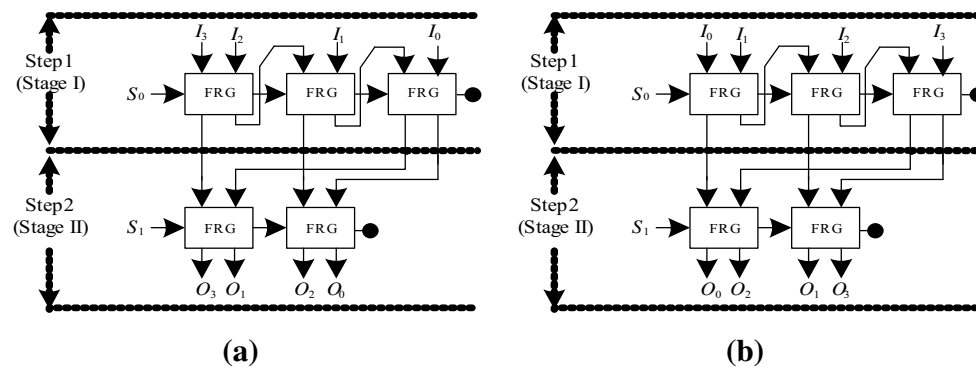 I₃ I₂ I₁ I₀
Step 1
(Stage I)
S₀ FRG FRG FRG
Step2
(Stage II)
S₁ FRG FRG
O₃ O₁ O₂ O₀
(a)
I₀ I₁ I₂ I₃
Step1
(Stage I)
S₀ FRG FRG FRG
Step2
(Stage II)
S₁ FRG FRG
O₀ O₂ O₁ O₃
(b)